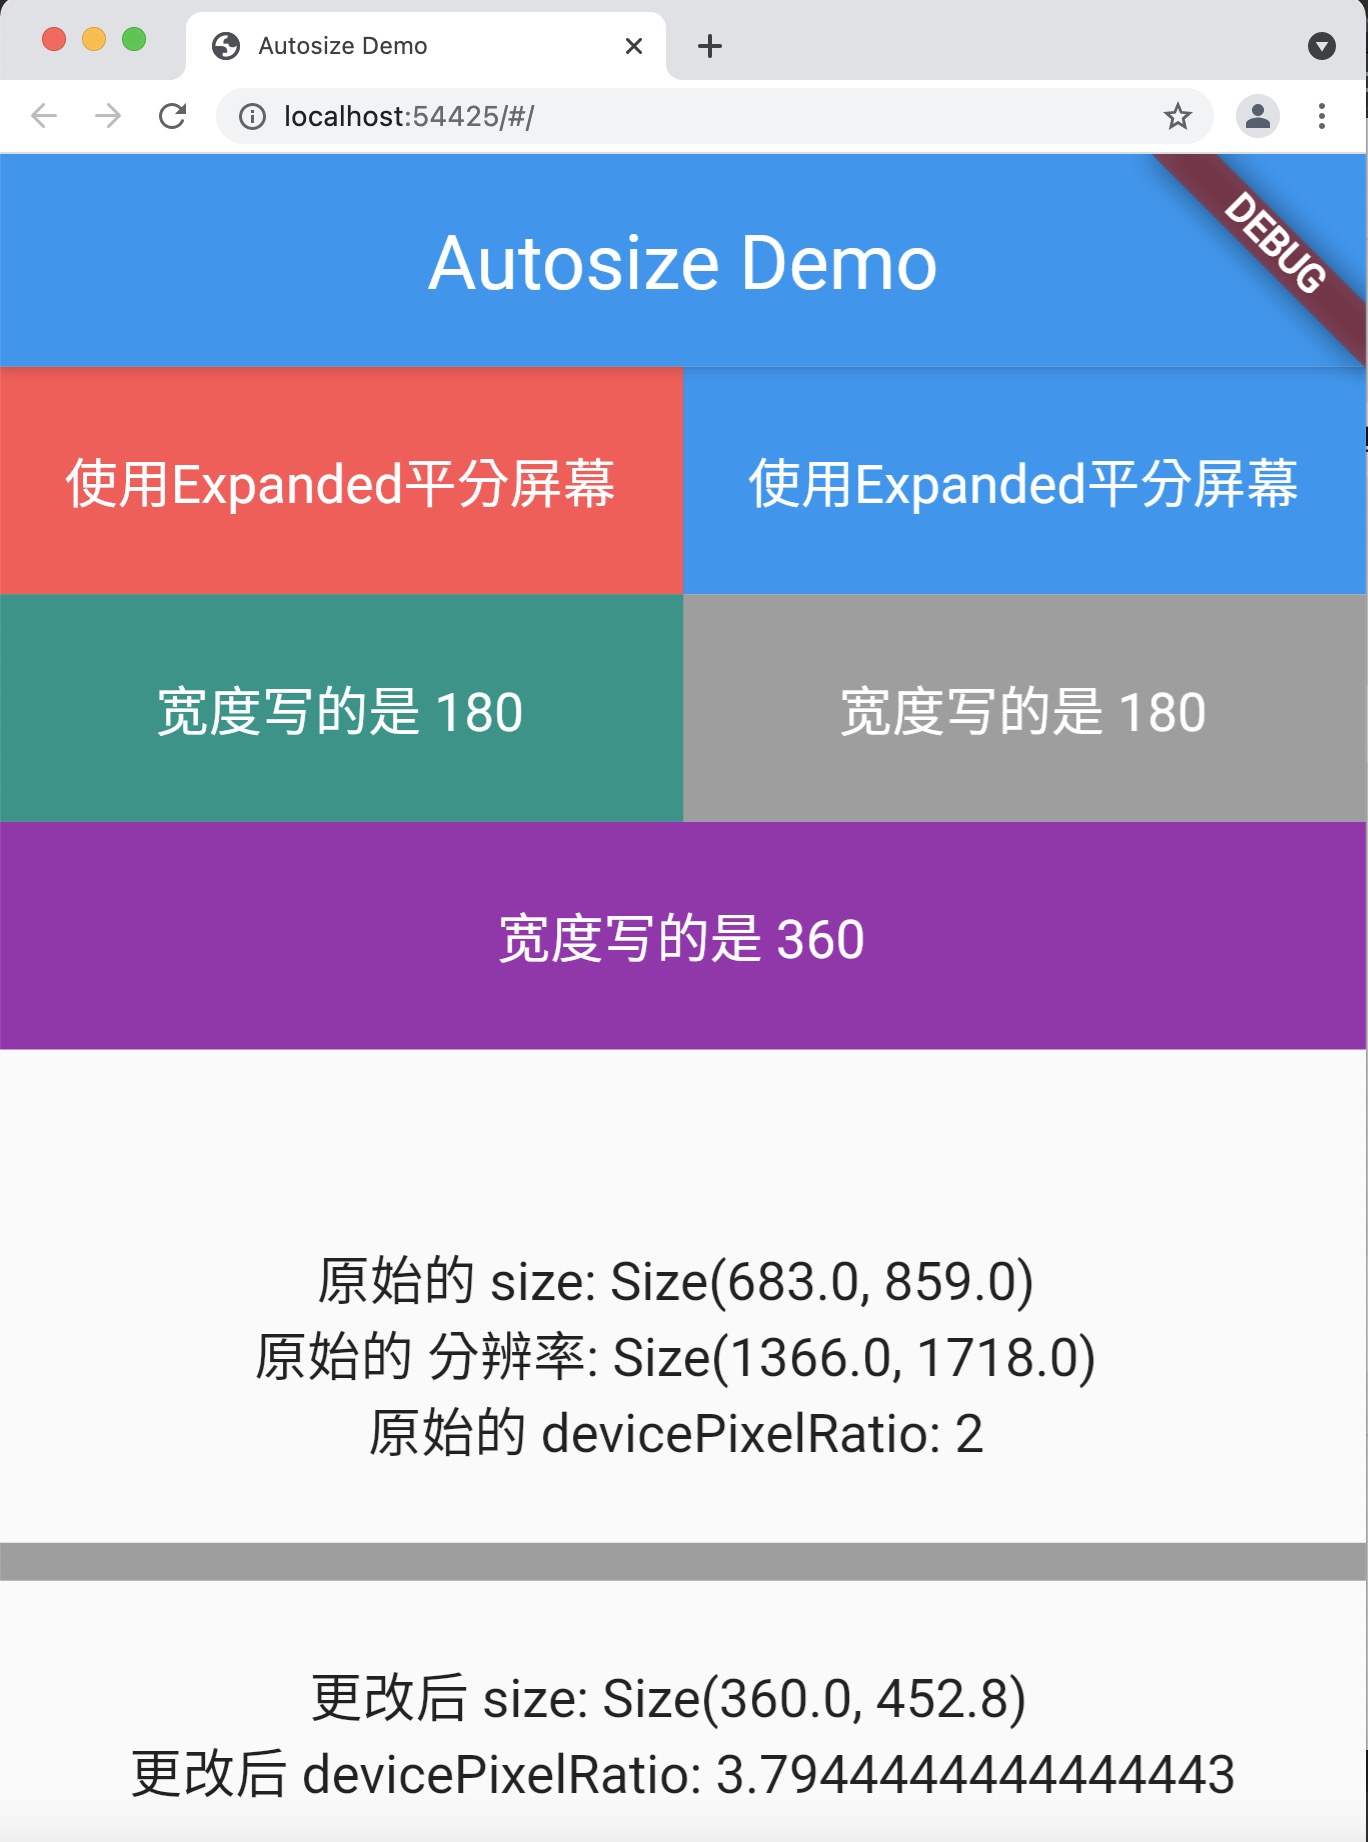 Autosize Demo
localhost:54425/#/
Autosize Demo
DEBUG
使用Expanded平分屏幕
使用Expanded平分屏幕
宽度写的是 180
宽度写的是 180
宽度写的是 360
原始的 size: Size(683.0, 859.0)
原始的 分辨率: Size(1366.0, 1718.0)
原始的 devicePixelRatio: 2
更改后 size: Size(360.0, 452.8)
更改后 devicePixelRatio: 3.7944444444444443